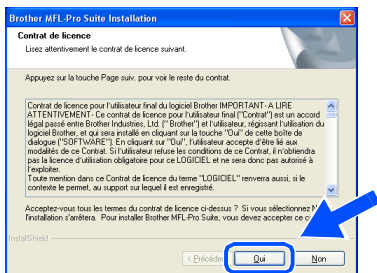 Brother MFL-Pro Suite Installation
Contrat de licence
Lisez attentivement le contrat de licence suivant.
Appuyez sur la touche Page suiv. pour voir le reste du contrat.
Contrat de licence pour l'utilisateur final du logiciel Brother IMPORTANT- A LIRE
ATTENTIVEMENT- Ce contrat de licence pour l'utilisateur final ("Contrat") est un accord
légal passé entre Brother Industries, Ltd. (" Brother") et l'utilisateur, régissant l'utilisation du
logiciel Brother, et qui sera installé en cliquant sur la touche "Oui" de cette boîte de
dialogue ("SOFTWARE"). En cliquant sur "Oui", l'utilisateur accepte d'être lié aux
modalités de ce Contrat. Si l'utilisateur refuse les conditions de ce Contrat, il n'obtiendra
pas la licence d'utilisation obligatoire pour ce LOGICIEL et ne sera donc pas autorisé à
l'exploiter.
Toute mention dans ce Contrat de licence du terme "LOGICIEL" renverra aussi, si le
contexte le permet, au support sur lequel il est enregistré.
Acceptez-vous tous les termes du contrat de licence ci-dessus ? Si vous sélectionnez
l'installation s'arrêtera. Pour installer Brother MFL-Pro Suite, vous devez accepter ce
InstallShield
< Précéden Oui Non